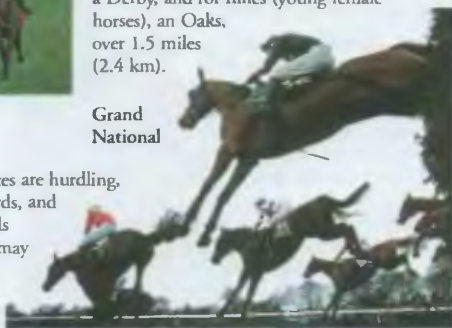 a Derby, and for fillies (young female
horses), an Oaks,
over 1.5 miles
(2.4 km).
Grand
National
es are hurdling,
rds, and
ls
may